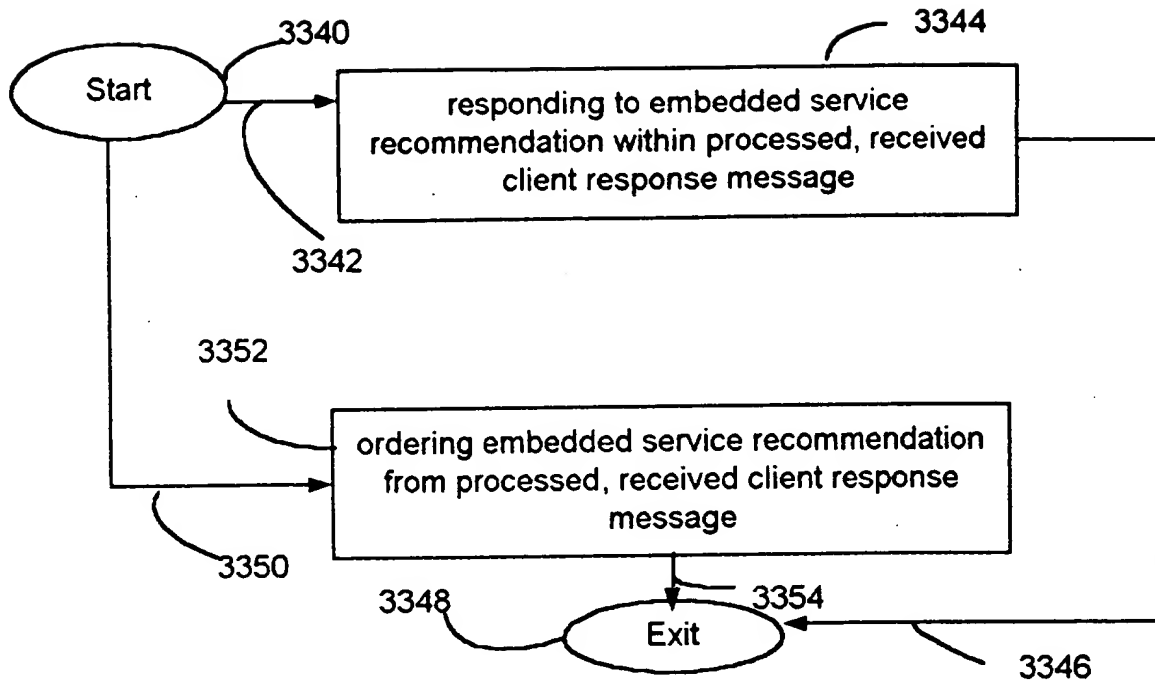 3340
3344
Start
responding to embedded service
recommendation within processed, received
client response message
3342
3352
ordering embedded service recommendation
from processed, received client response
message
3350
3348
3354
Exit
3346